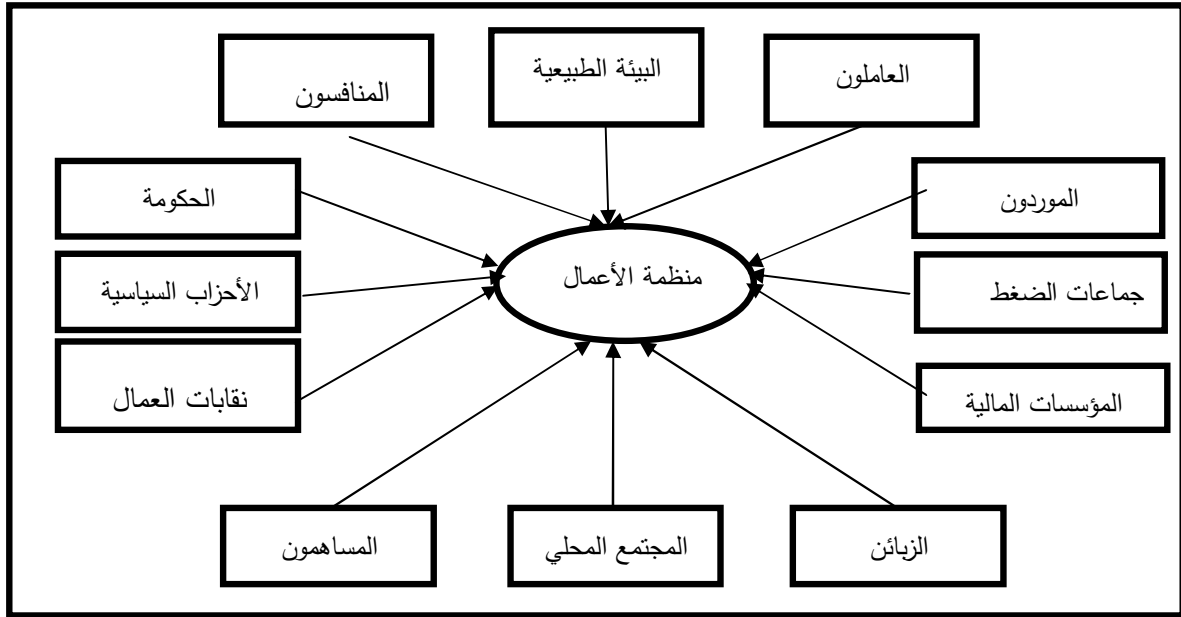 العاملون
البيئة الطبيعية
المنافسون
الموردون
الحكومة
منظمة الأعمال
جماعات الضغط
الأحزاب السياسية
المؤسسات المالية
نقابات العمال
الزبائن
المجتمع المحلي
المساهمون